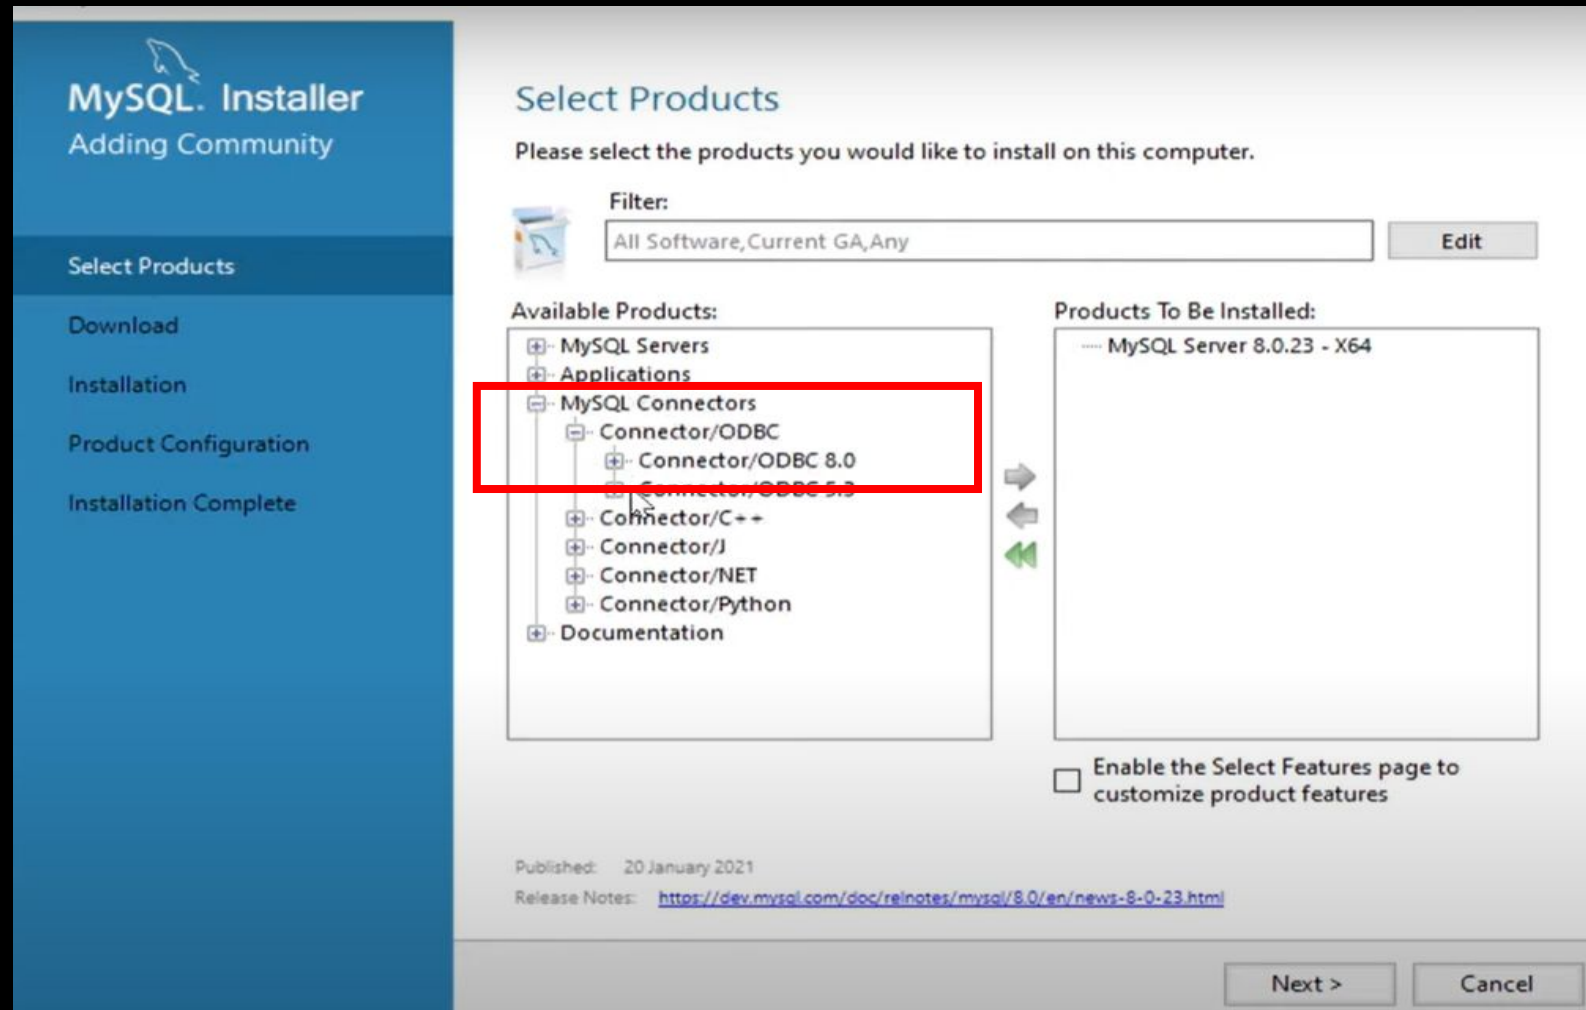 MySQL. Installer
Adding Community
Select Products
Download
Installation
Product Configuration
Installation Complete
Select Products
Please select the products you would like to install on this computer.
Filter:
All Software,Current GA,Any
Edit
Available Products:
MySQL Servers
Applications
MySQL Connectors
Connector/ODBC
Connector/ODBC 8.0
Connector/ODBC 5.3
Connector/C++
Connector/J
Connector/NET
Connector/Python
Documentation
Products To Be Installed:
MySQL Server 8.0.23 - X64
Enable the Select Features page to
customize product features
Published: 20 January 2021
Release Notes: https://dev.mysql.com/doc/relnotes/mysql/8.0/en/news-8-0-23.html
Next >
Cancel